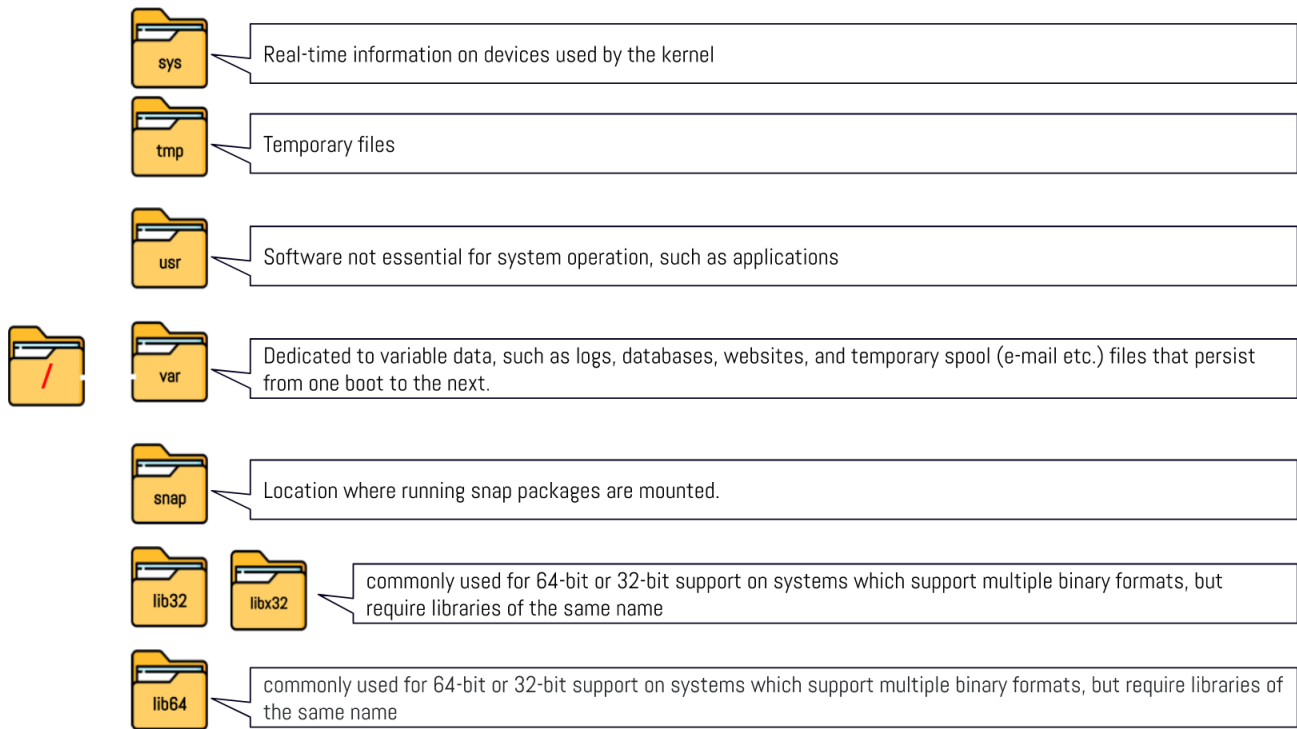 sys
Real-time information on devices used by the kernel
tmp
Temporary files
usr
Software not essential for system operation, such as applications
/
var
Dedicated to variable data, such as logs, databases, websites, and temporary spool (e-mail etc.) files that persist
from one boot to the next.
snap
Location where running snap packages are mounted.
lib32
libx32
commonly used for 64-bit or 32-bit support on systems which support multiple binary formats, but
require libraries of the same name
lib64
commonly used for 64-bit or 32-bit support on systems which support multiple binary formats, but require libraries of
the same name